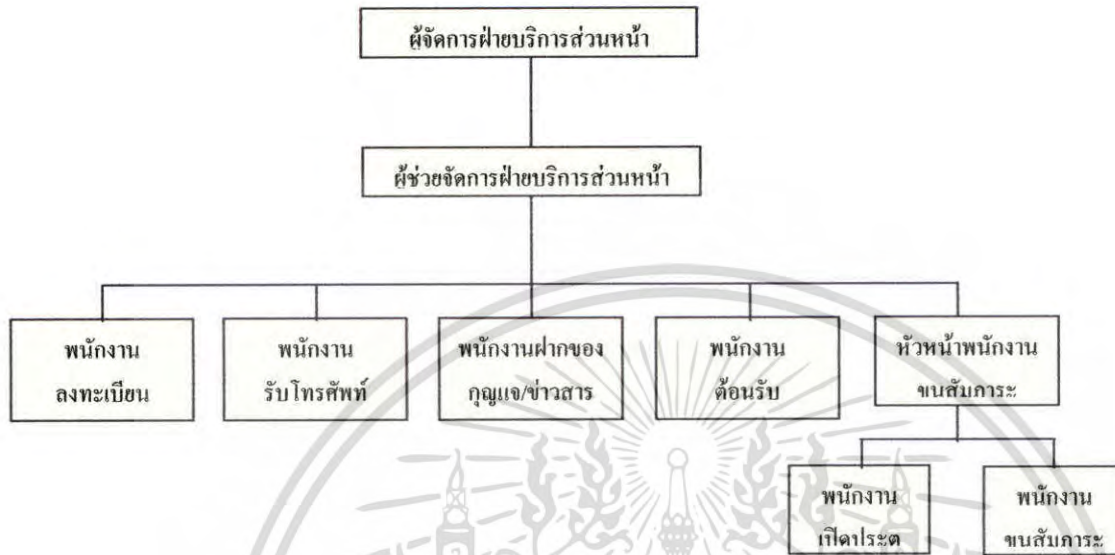 ผู้จัดการฝ่ายบริการส่วนหน้า
ผู้ช่วยจัดการฝ่ายบริการส่วนหน้า
พนักงาน
ลงทะเบียน
พนักงาน
รับโทรศัพท์
พนักงานฝากของ
กุญแจ/ข่าวสาร
พนักงาน
ต้อนรับ
หัวหน้าพนักงาน
ขนสัมภาระ
พนักงาน
เปิดประต
พนักงาน
ขนสัมภาระ